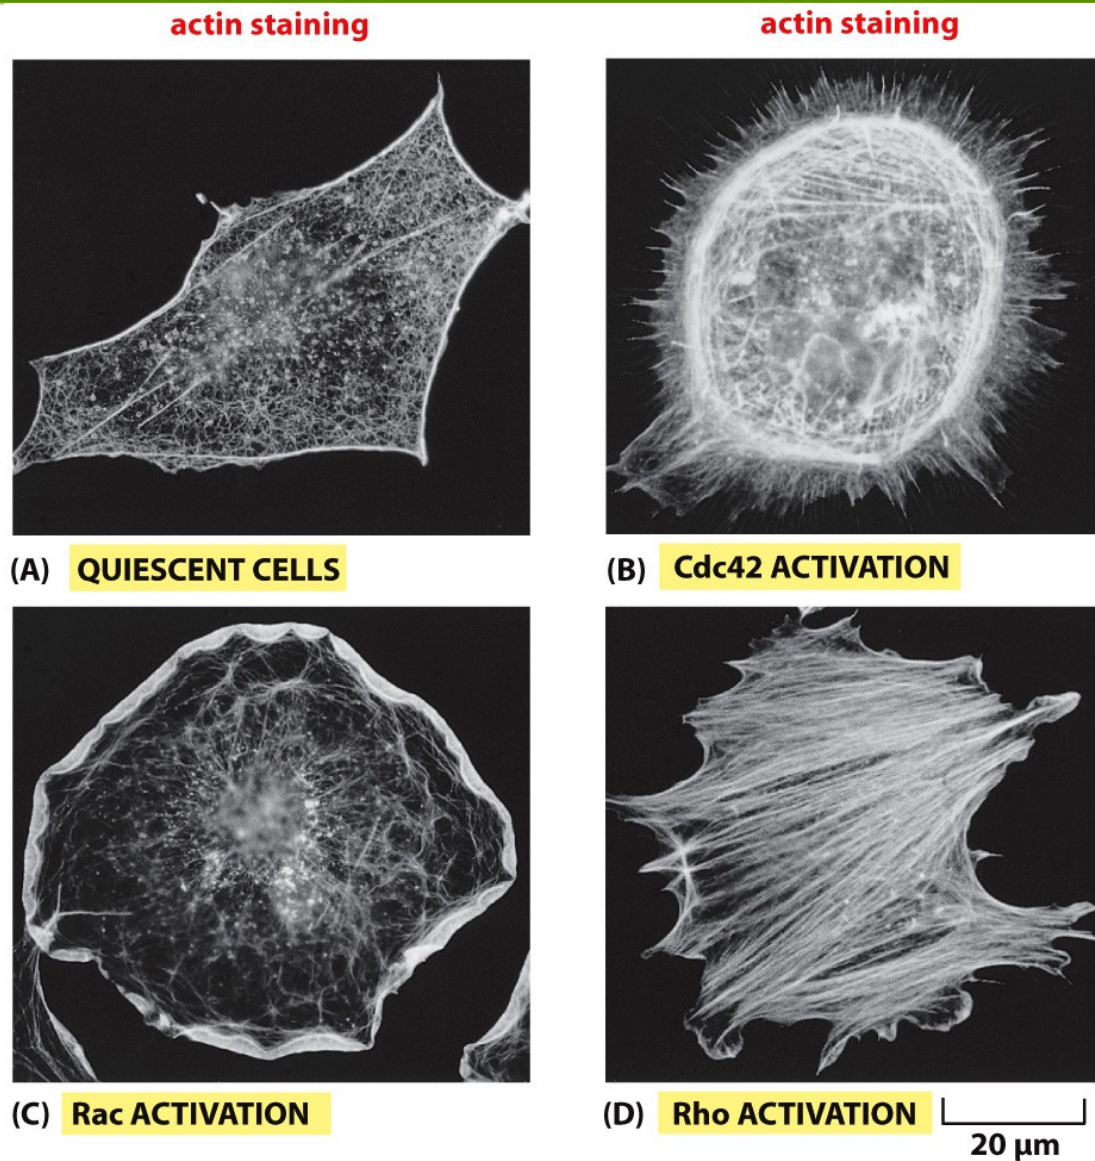 actin staining
actin staining
(A) QUIESCENT CELLS
(B) Cdc42 ACTIVATION
(C) Rac ACTIVATION
(D) Rho ACTIVATION
20 μm